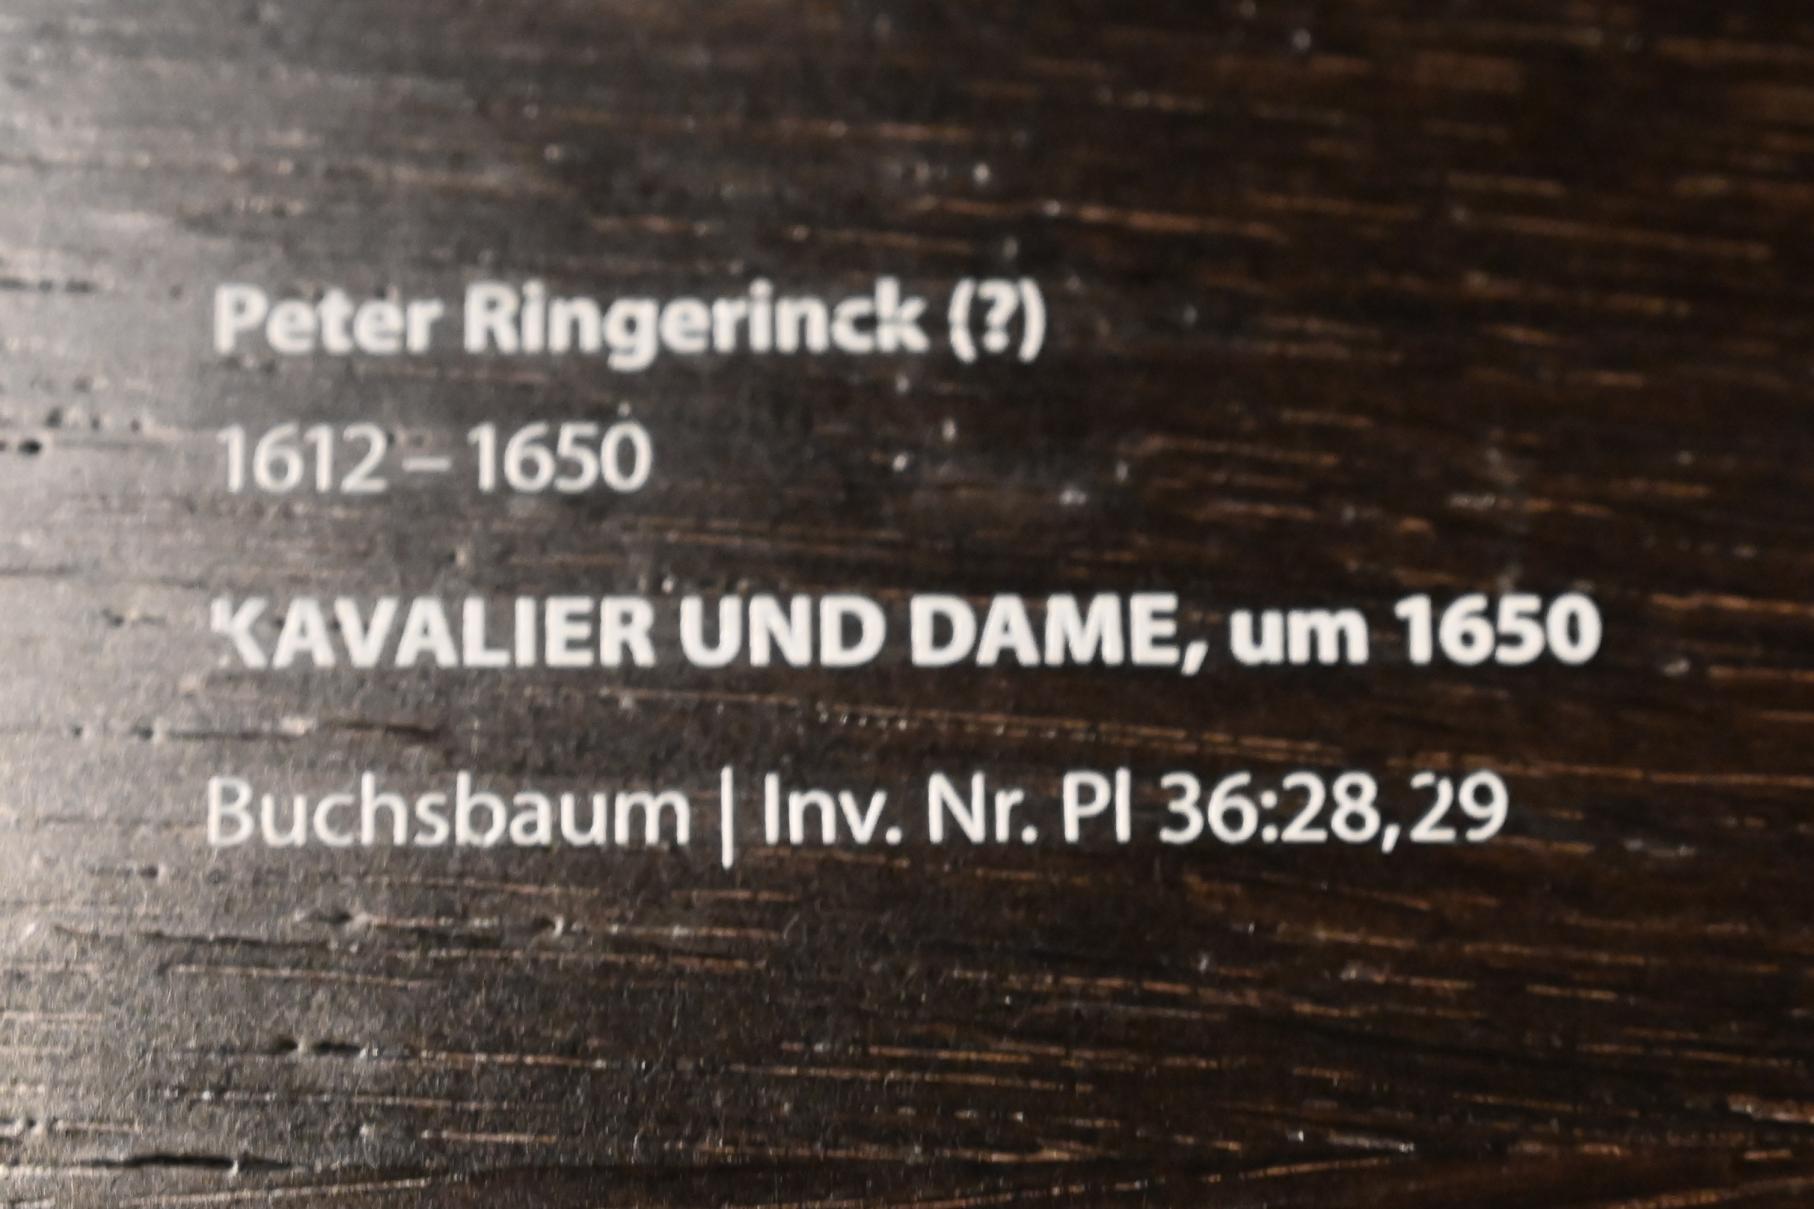 Peter Ringerinck (?)
1612 – 1650
KAVALIER UND DAME, um 1650
Buchsbaum | Inv. Nr. Pl 36:28,29